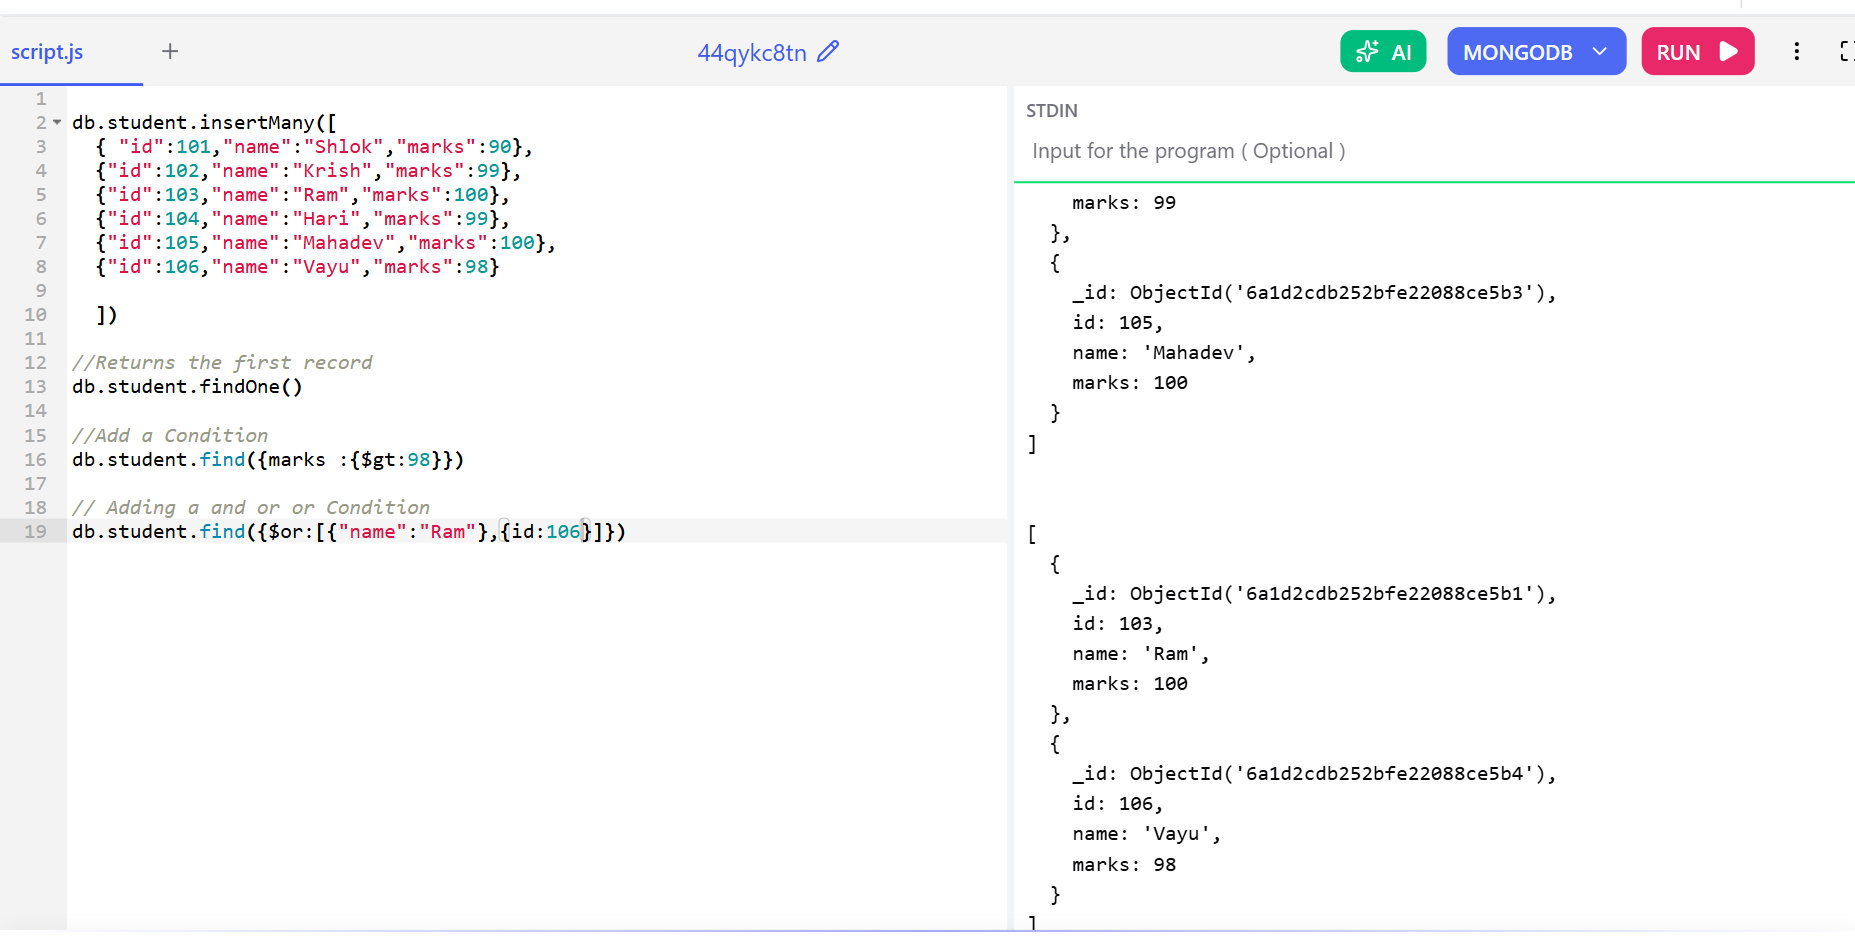 script.js
+
44qykc8tn
AI
MONGODB
RUN
1
2 db.student.insertMany([
3 { "id":101,"name":"Shlok","marks":90},
4 {"id":102,"name":"Krish","marks":99},
5 {"id":103,"name":"Ram","marks":100},
6 {"id":104,"name":"Hari","marks":99},
7 {"id":105,"name":"Mahadev","marks":100},
8 {"id":106,"name":"Vayu","marks":98}
9
10 ])
11
12 //Returns the first record
13 db.student.findOne()
14
15 //Add a Condition
16 db.student.find({marks :{$gt:98}})
17
18 // Adding a and or or Condition
19 db.student.find({$or:[{"name":"Ram"},{id:106}]})
STDIN
Input for the program ( Optional )
marks: 99
},
{
_id: ObjectId('6a1d2cdb252bfe22088ce5b3'),
id: 105,
name: 'Mahadev',
marks: 100
}
]
[
{
_id: ObjectId('6a1d2cdb252bfe22088ce5b1'),
id: 103,
name: 'Ram',
marks: 100
},
{
_id: ObjectId('6a1d2cdb252bfe22088ce5b4'),
id: 106,
name: 'Vayu',
marks: 98
}
]